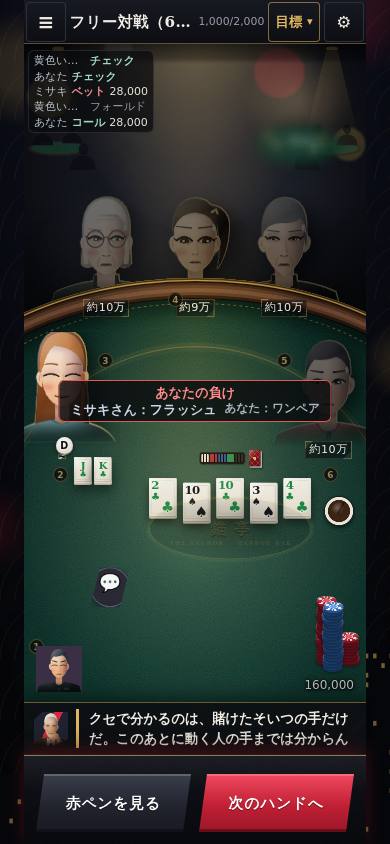 フリー対戦（6… 1,000/2,000 目標 ▾
黄色い… チェック
あなた チェック
ミサキ ベット 28,000
黄色い… フォールド
あなた コール 28,000
約10万 4 約9万 約10万
3 5
あなたの負け
ミサキさん：フラッシュ あなた：ワンペア
約10万
D
2 J K 6
2 10 10 3 4
160,000
クセで分かるのは、賭けたそいつの手だけ
だ。このあとに動く人の手までは分からん
赤ペンを見る 次のハンドへ